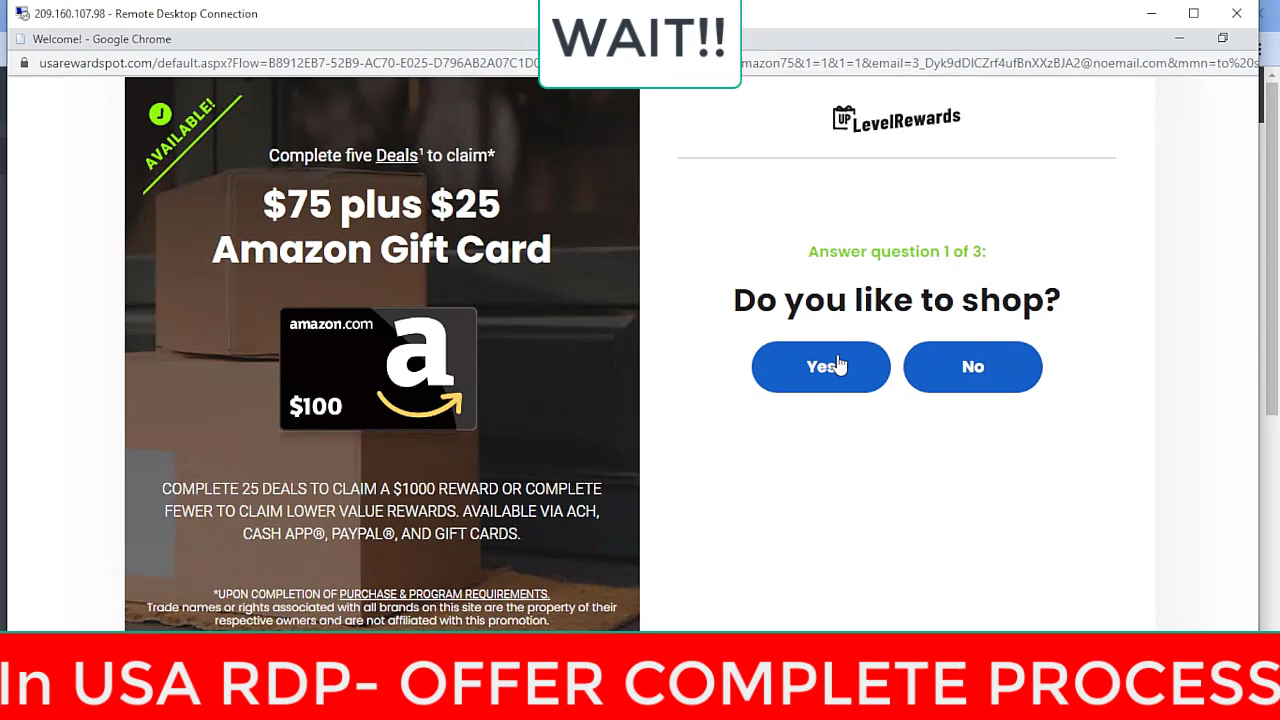 209.160.107.98 - Remote Desktop Connection
WAIT!!
Welcome! - Google Chrome
usarewardspot.com/default.aspx?Flow=B8912EB7-52B9-AC70-E025-D796AB2A07C1D0
mazon75&1=1&1=1&email=3_Dyk9dDlCZrf4ufBnXXzBJA2@noemail.com&mmn=to%20s
J
AVAILABLE!
Complete five Deals¹ to claim*
$75 plus $25
Amazon Gift Card
amazon.com
a
$100
COMPLETE 25 DEALS TO CLAIM A $1000 REWARD OR COMPLETE
FEWER TO CLAIM LOWER VALUE REWARDS. AVAILABLE VIA ACH,
CASH APP®, PAYPAL®, AND GIFT CARDS.
*UPON COMPLETION OF PURCHASE & PROGRAM REQUIREMENTS.
Trade names or rights associated with all brands on this site are the property of their
respective owners and are not affiliated with this promotion.
UP LevelRewards
Answer question 1 of 3:
Do you like to shop?
Yes
No
In USA RDP- OFFER COMPLETE PROCESS